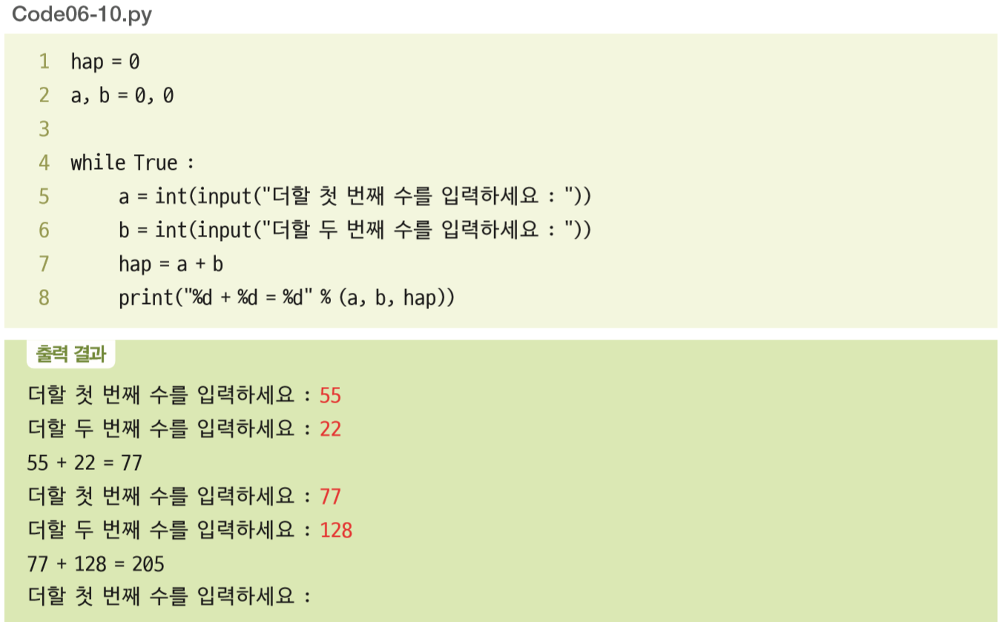 Code06-10.py
1 hap = 0
2 a, b = 0, 0
3
4 while True :
5 a = int(input("더할 첫 번째 수를 입력하세요 : "))
6 b = int(input("더할 두 번째 수를 입력하세요 : "))
7 hap = a + b
8 print("%d + %d = %d" % (a, b, hap))
출력 결과
더할 첫 번째 수를 입력하세요 : 55
더할 두 번째 수를 입력하세요 : 22
55 + 22 = 77
더할 첫 번째 수를 입력하세요 : 77
더할 두 번째 수를 입력하세요 : 128
77 + 128 = 205
더할 첫 번째 수를 입력하세요 :